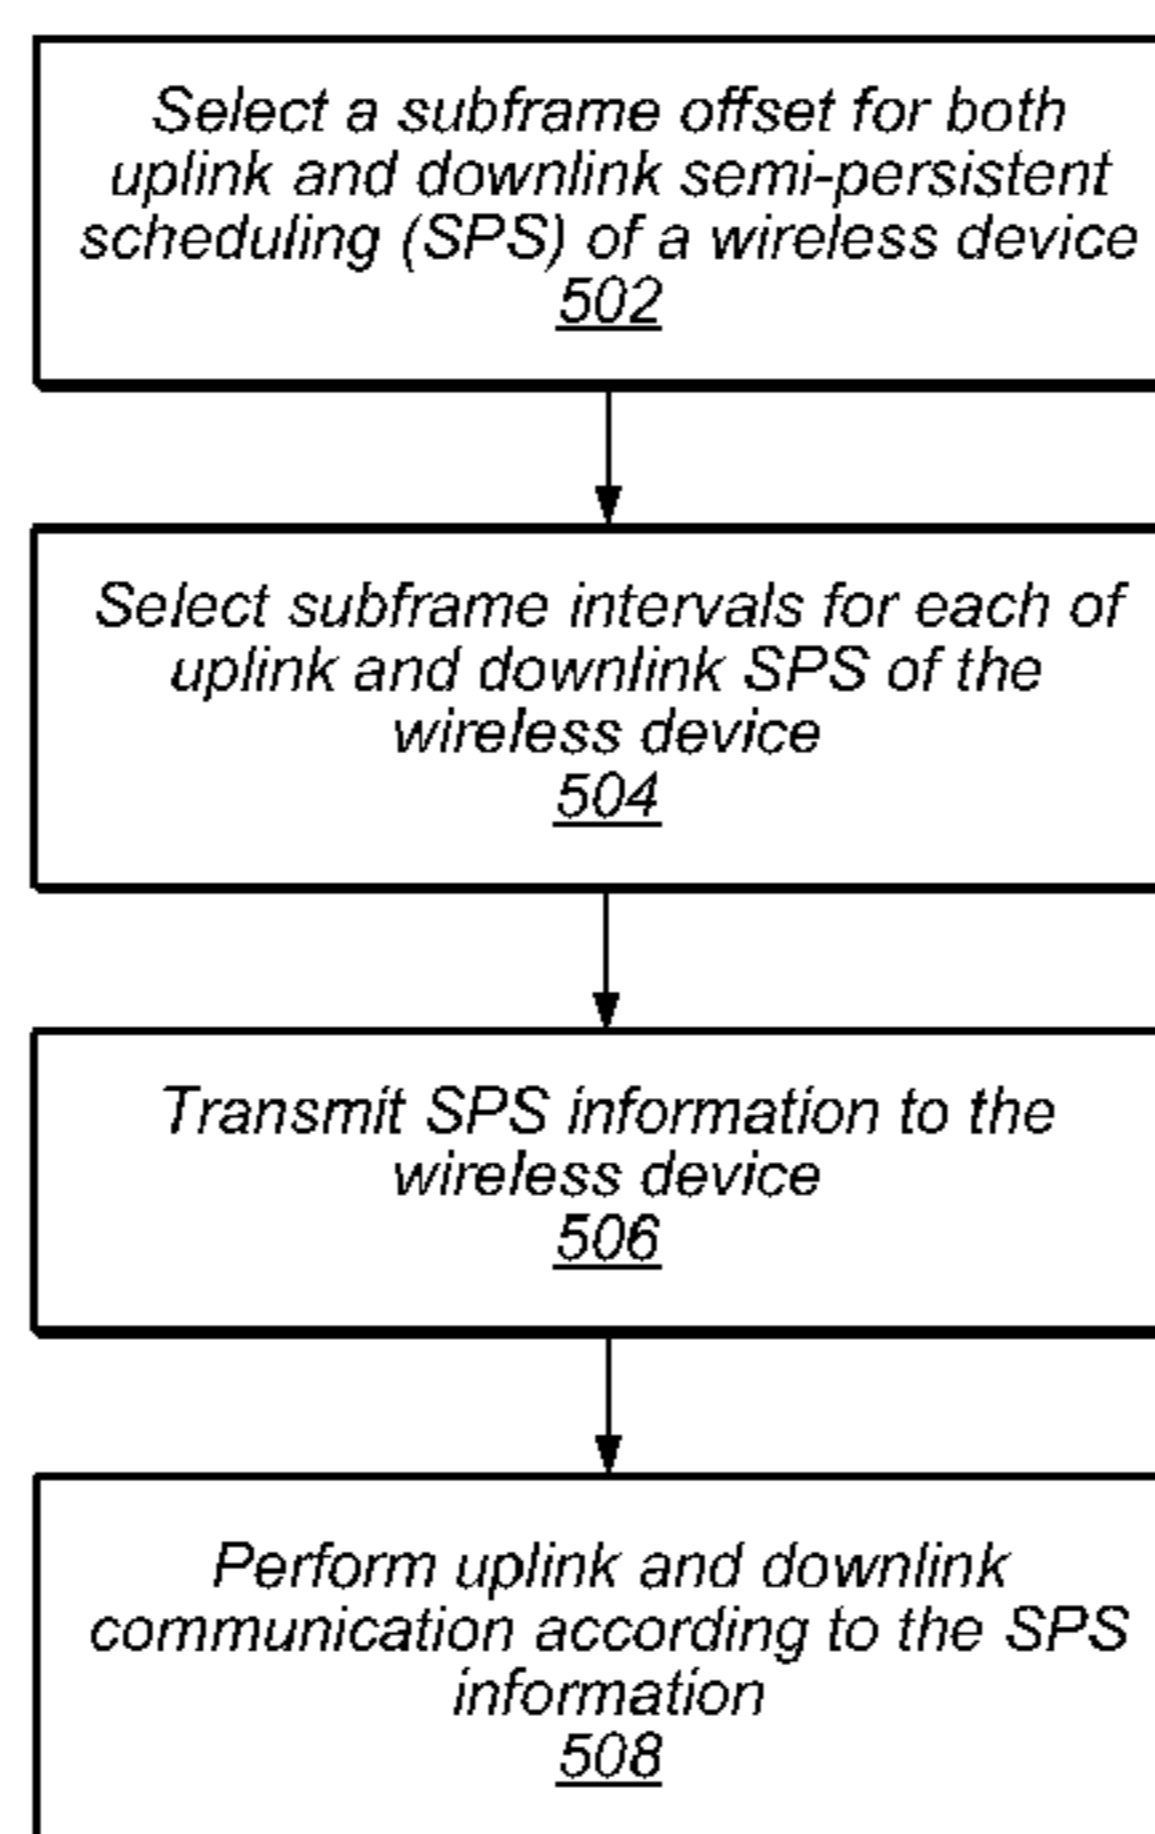 Select a subframe offset for both
uplink and downlink semi-persistent
scheduling (SPS) of a wireless device
502
Select subframe intervals for each of
uplink and downlink SPS of the
wireless device
504
Transmit SPS information to the
wireless device
506
Perform uplink and downlink
communication according to the SPS
information
508